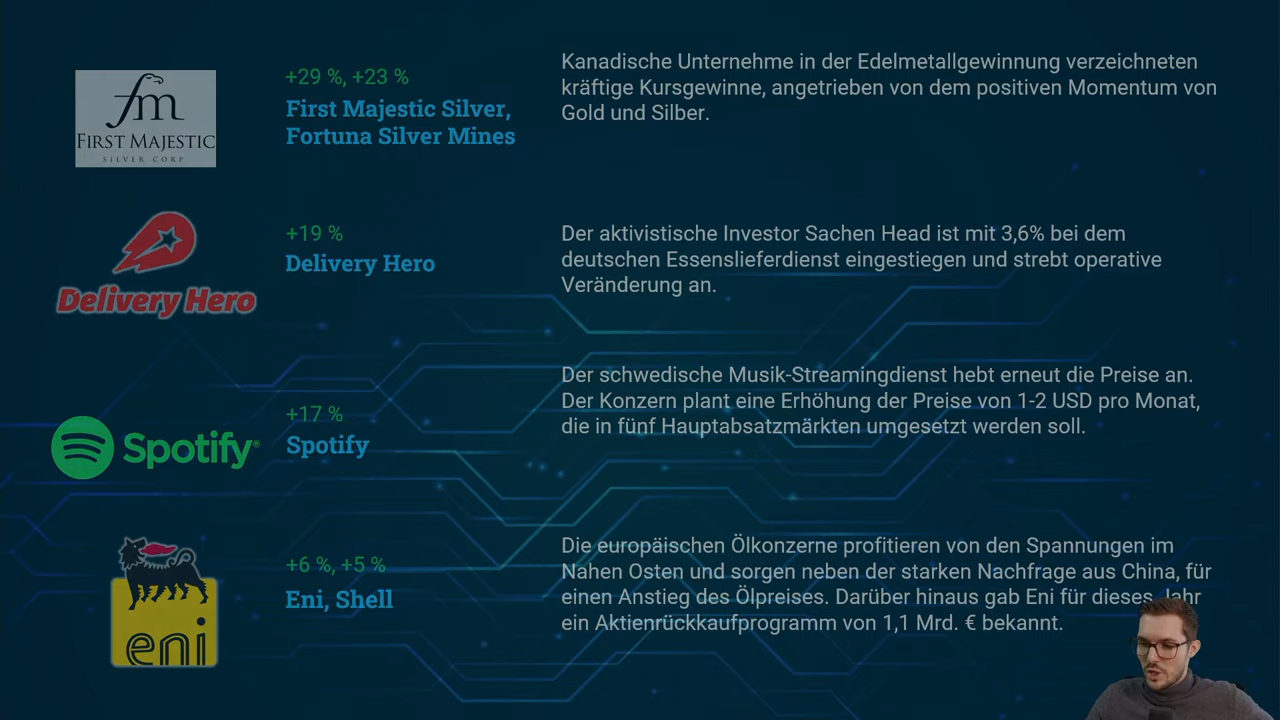 fm
FIRST MAJESTIC
SILVER CORP
+29 %, +23 %
First Majestic Silver,
Fortuna Silver Mines
Kanadische Unternehme in der Edelmetallgewinnung verzeichneten
kräftige Kursgewinne, angetrieben von dem positiven Momentum von
Gold und Silber.
Delivery Hero
+19 %
Delivery Hero
Der aktivistische Investor Sachen Head ist mit 3,6% bei dem
deutschen Essenslieferdienst eingestiegen und strebt operative
Veränderung an.
Spotify®
+17 %
Spotify
Der schwedische Musik-Streamingdienst hebt erneut die Preise an.
Der Konzern plant eine Erhöhung der Preise von 1-2 USD pro Monat,
die in fünf Hauptabsatzmärkten umgesetzt werden soll.
eni
+6 %, +5 %
Eni, Shell
Die europäischen Ölkonzerne profitieren von den Spannungen im
Nahen Osten und sorgen neben der starken Nachfrage aus China, für
einen Anstieg des Ölpreises. Darüber hinaus gab Eni für dieses Jahr
ein Aktienrückkaufprogramm von 1,1 Mrd. € bekannt.